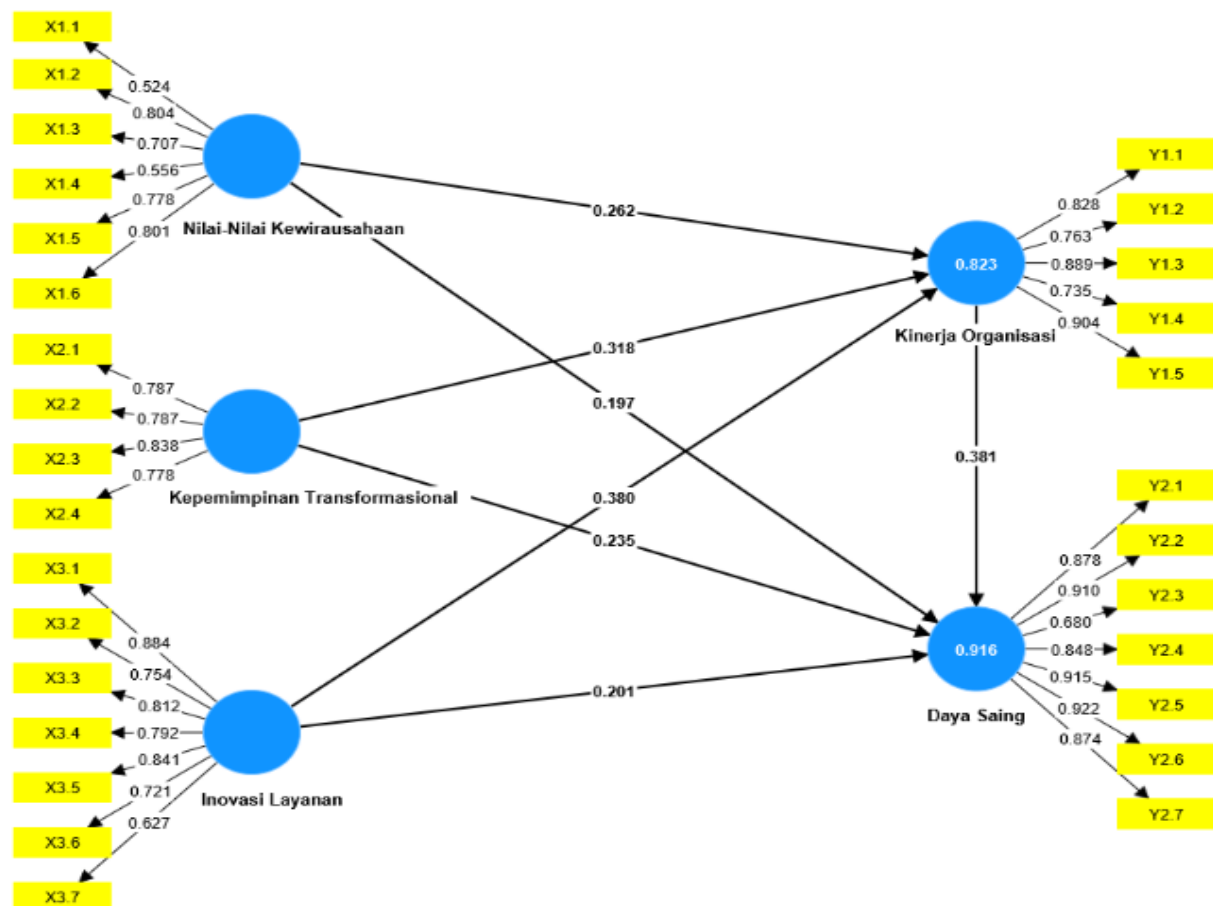 X1.1
X1.2
X1.3
X1.4
X1.5
X1.6
0.524
0.804
0.707
0.556
0.778
0.801
Nilai-Nilai Kewirausahaan
X2.1
X2.2
X2.3
X2.4
0.787
0.787
0.838
0.778
Kepemimpinan Transformasional
X3.1
X3.2
X3.3
X3.4
X3.5
X3.6
X3.7
0.884
0.754
0.812
0.792
0.841
0.721
0.627
Inovasi Layanan
0.262
0.318
0.197
0.380
0.235
0.201
0.381
0.823
Kinerja Organisasi
0.828
0.763
0.889
0.735
0.904
Y1.1
Y1.2
Y1.3
Y1.4
Y1.5
0.916
Daya Saing
0.878
0.910
0.680
0.848
0.915
0.922
0.874
Y2.1
Y2.2
Y2.3
Y2.4
Y2.5
Y2.6
Y2.7